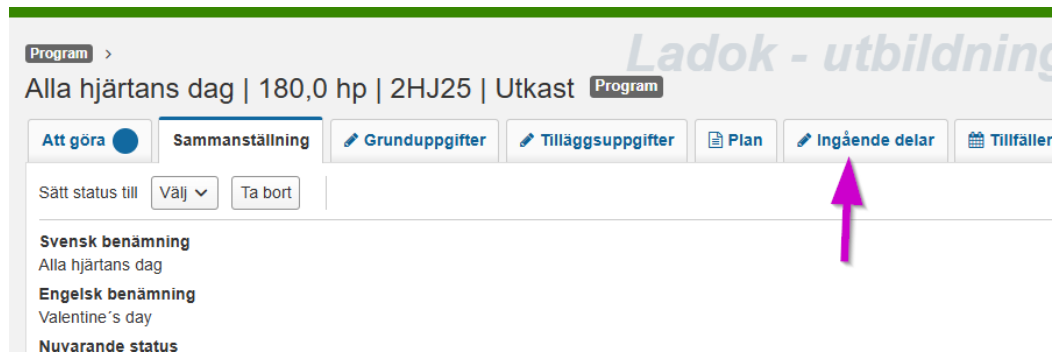 Program >
Ladok - utbildning
Alla hjärtans dag | 180,0 hp | 2HJ25 | Utkast Program
Att göra Sammanställning Grunduppgifter Tilläggsuppgifter Plan Ingående delar Tillfällen
Sätt status till Välj Ta bort
Svensk benämning
Alla hjärtans dag
Engelsk benämning
Valentine´s day
Nuvarande status